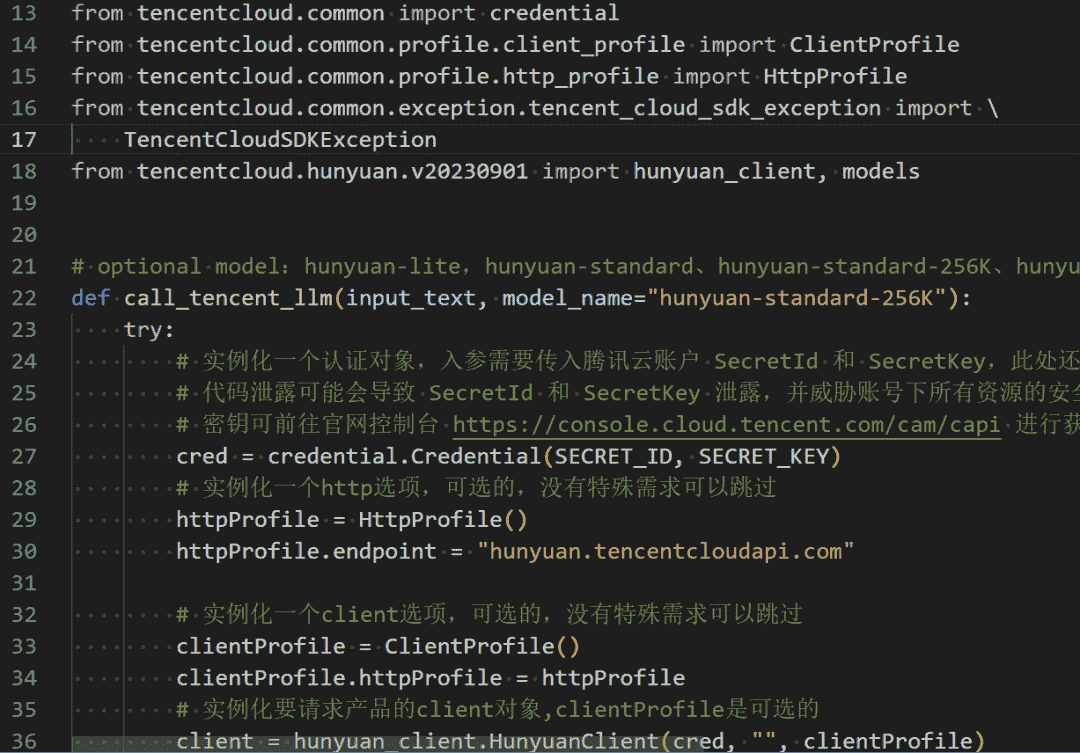 13 from tencentcloud.common import credential
14 from tencentcloud.common.profile.client_profile import ClientProfile
15 from tencentcloud.common.profile.http_profile import HttpProfile
16 from tencentcloud.common.exception.tencent_cloud_sdk_exception import \
17     TencentCloudSDKException
18 from tencentcloud.hunyuan.v20230901 import hunyuan_client, models
19
20
21 # optional model：hunyuan-lite，hunyuan-standard、hunyuan-standard-256K、hunyu
22 def call_tencent_llm(input_text, model_name="hunyuan-standard-256K"):
23     try:
24         # 实例化一个认证对象，入参需要传入腾讯云账户 SecretId 和 SecretKey，此处还
25         # 代码泄露可能会导致 SecretId 和 SecretKey 泄露，并威胁账号下所有资源的安全
26         # 密钥可前往官网控制台 https://console.cloud.tencent.com/cam/capi 进行获
27         cred = credential.Credential(SECRET_ID, SECRET_KEY)
28         # 实例化一个http选项，可选的，没有特殊需求可以跳过
29         httpProfile = HttpProfile()
30         httpProfile.endpoint = "hunyuan.tencentcloudapi.com"
31
32         # 实例化一个client选项，可选的，没有特殊需求可以跳过
33         clientProfile = ClientProfile()
34         clientProfile.httpProfile = httpProfile
35         # 实例化要请求产品的client对象,clientProfile是可选的
36         client = hunyuan_client.HunyuanClient(cred, "", clientProfile)